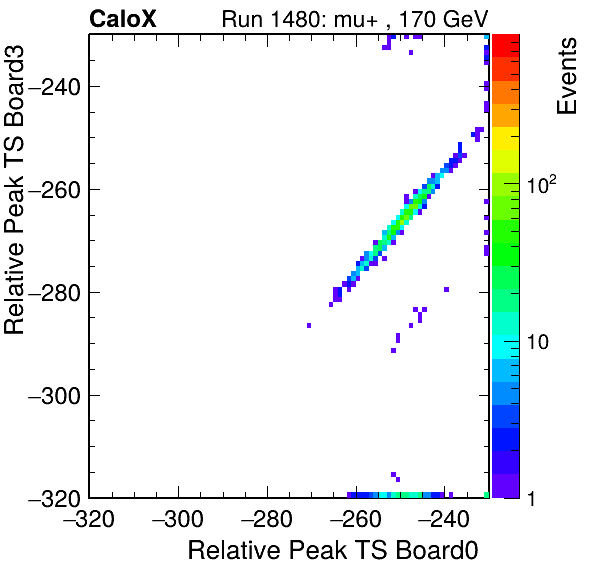 CaloX Run 1480: mu+ , 170 GeV
Events
Relative Peak TS Board3
−240
−260
−280
−300
−320
10²
10
1
−320 −300 −280 −260 −240
Relative Peak TS Board0